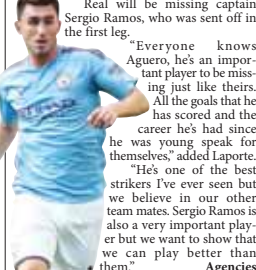 Real will be missing captain
Sergio Ramos, who was sent off in
the first leg.
"Everyone knows
Aguero, he's an impor-
tant player to be miss-
ing just like theirs.
All the goals that he
has scored and the
career he's had since
he was young speak for
themselves," added Laporte.
"He's one of the best
strikers I've ever seen but
we believe in our other
team mates. Sergio Ramos is
also a very important play-
er but we want to show that
we can play better than
them." Agencies